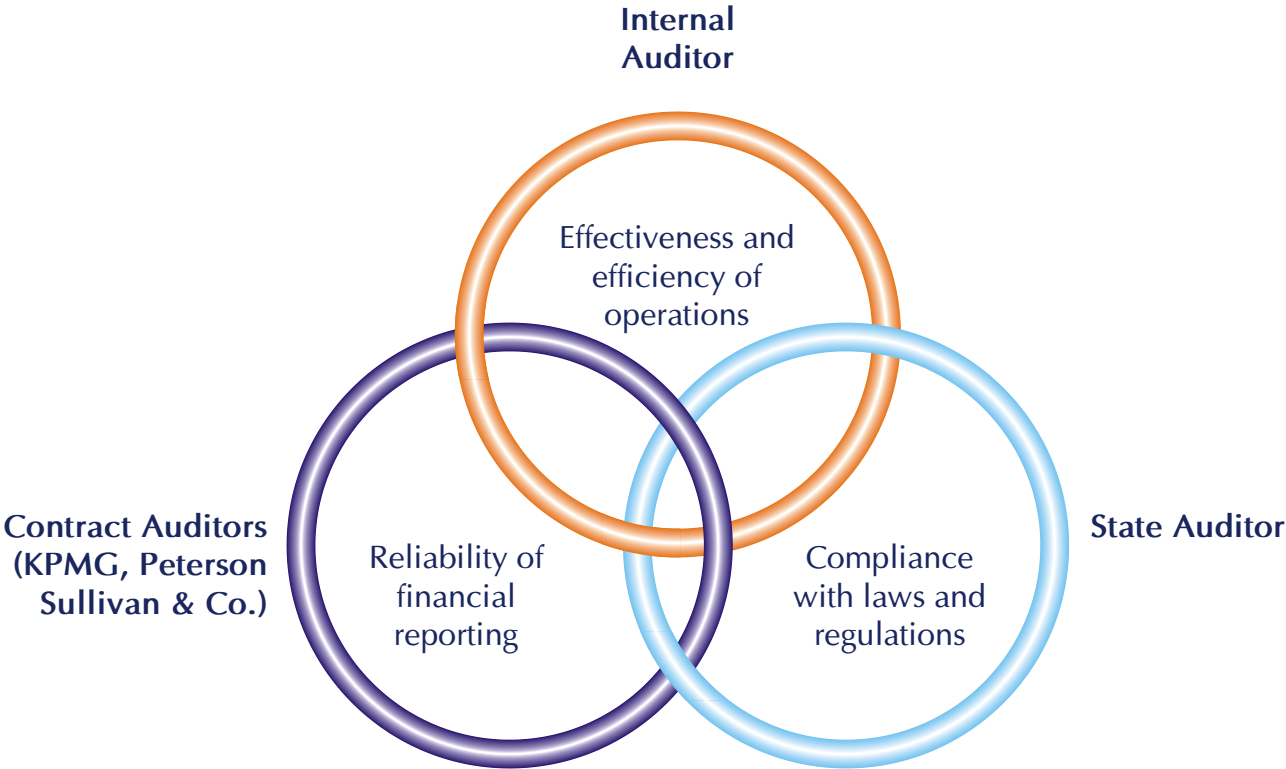 Internal
Auditor
Effectiveness and
efficiency of
operations
Contract Auditors
(KPMG, Peterson
Sullivan & Co.)
Reliability of
financial
reporting
Compliance
with laws and
regulations
State Auditor